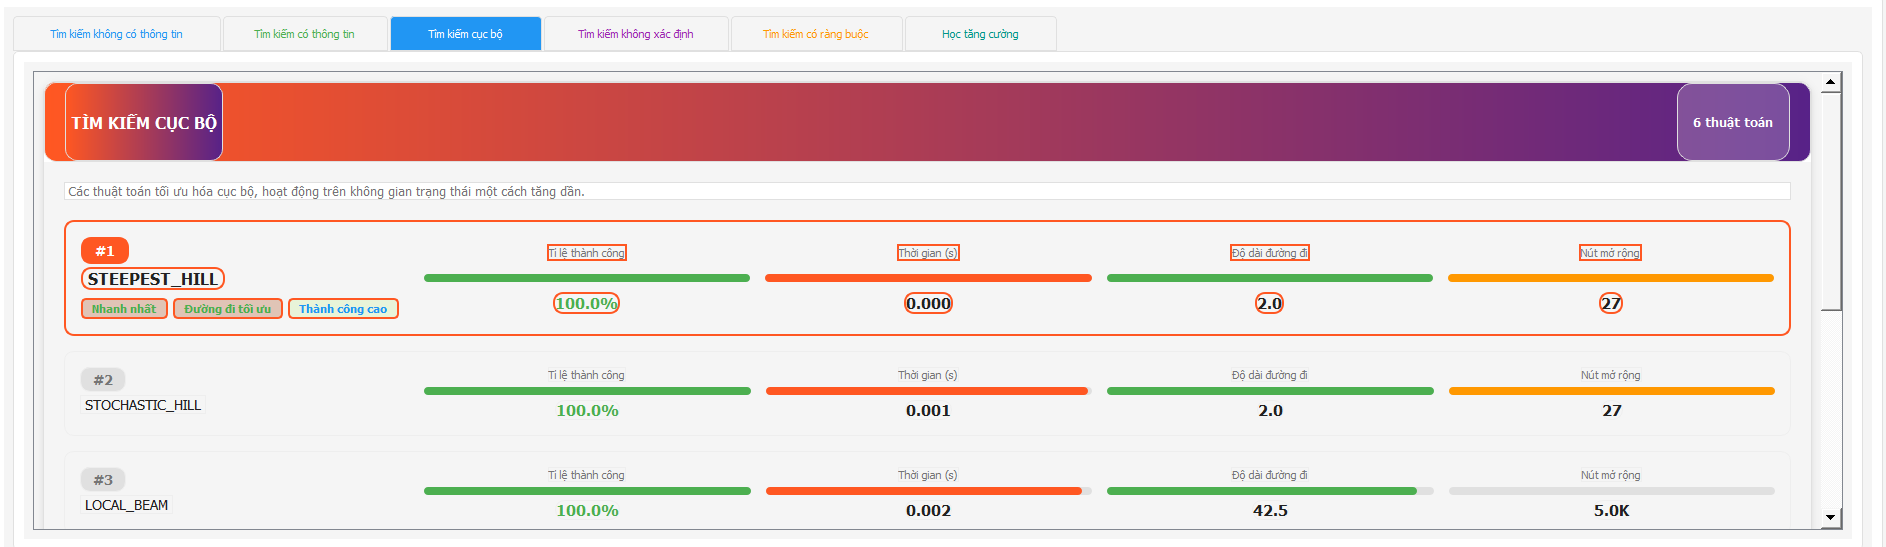 Tìm kiếm không có thông tin
Tìm kiếm có thông tin
Tìm kiếm cục bộ
Tìm kiếm không xác định
Tìm kiếm có ràng buộc
Học tăng cường
TÌM KIẾM CỤC BỘ
6 thuật toán
Các thuật toán tối ưu hóa cục bộ, hoạt động trên không gian trạng thái một cách tăng dần.
#1
STEEPEST_HILL
Nhanh nhất
Đường đi tối ưu
Thành công cao
Tỉ lệ thành công
100.0%
Thời gian (s)
0.000
Độ dài đường đi
2.0
Nút mở rộng
27
#2
STOCHASTIC_HILL
Tỉ lệ thành công
100.0%
Thời gian (s)
0.001
Độ dài đường đi
2.0
Nút mở rộng
27
#3
LOCAL_BEAM
Tỉ lệ thành công
100.0%
Thời gian (s)
0.002
Độ dài đường đi
42.5
Nút mở rộng
5.0K